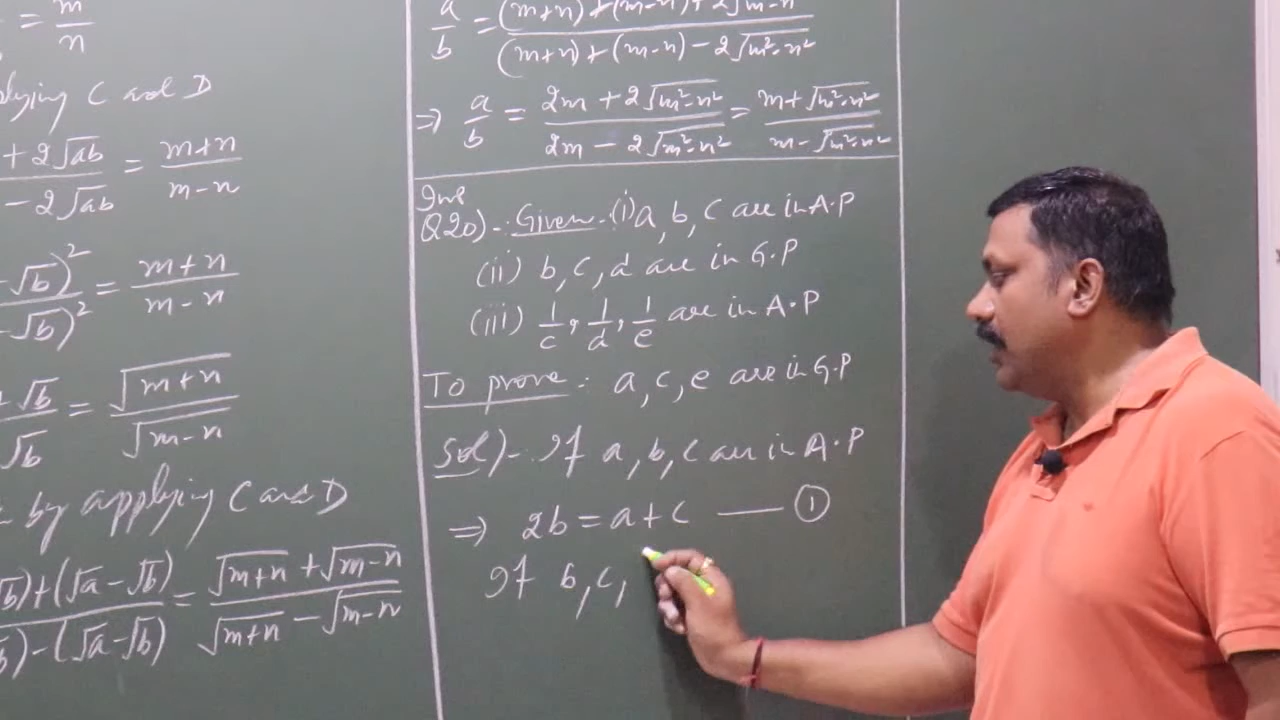 = m/n
plying C and D
+ 2√ab / - 2√ab = m+n / m-n
- √b)² / - √b)² = m+n / m-n
+ √b / √b = √m+n / √m-n
by applying C and D
√b)+(√a-√b) / √b)-(√a-√b) = √m+n + √m-n / √m+n - √m-n
a/b = (m+n)+(m-n)+2√m²-n² / (m+n)+(m-n)-2√m²-n²
⇒ a/b = 2m+2√m²-n² / 2m-2√m²-n² = m+√m²-n² / m-√m²-n²
Q20)-: Given-(i) a, b, c are in A.P
(ii) b, c, d are in G.P
(iii) 1/c, 1/d, 1/e are in A.P
To prove: a, c, e are in G.P
Sol)- If a, b, c are in A.P
⇒ 2b = a+c — ①
If b, c,